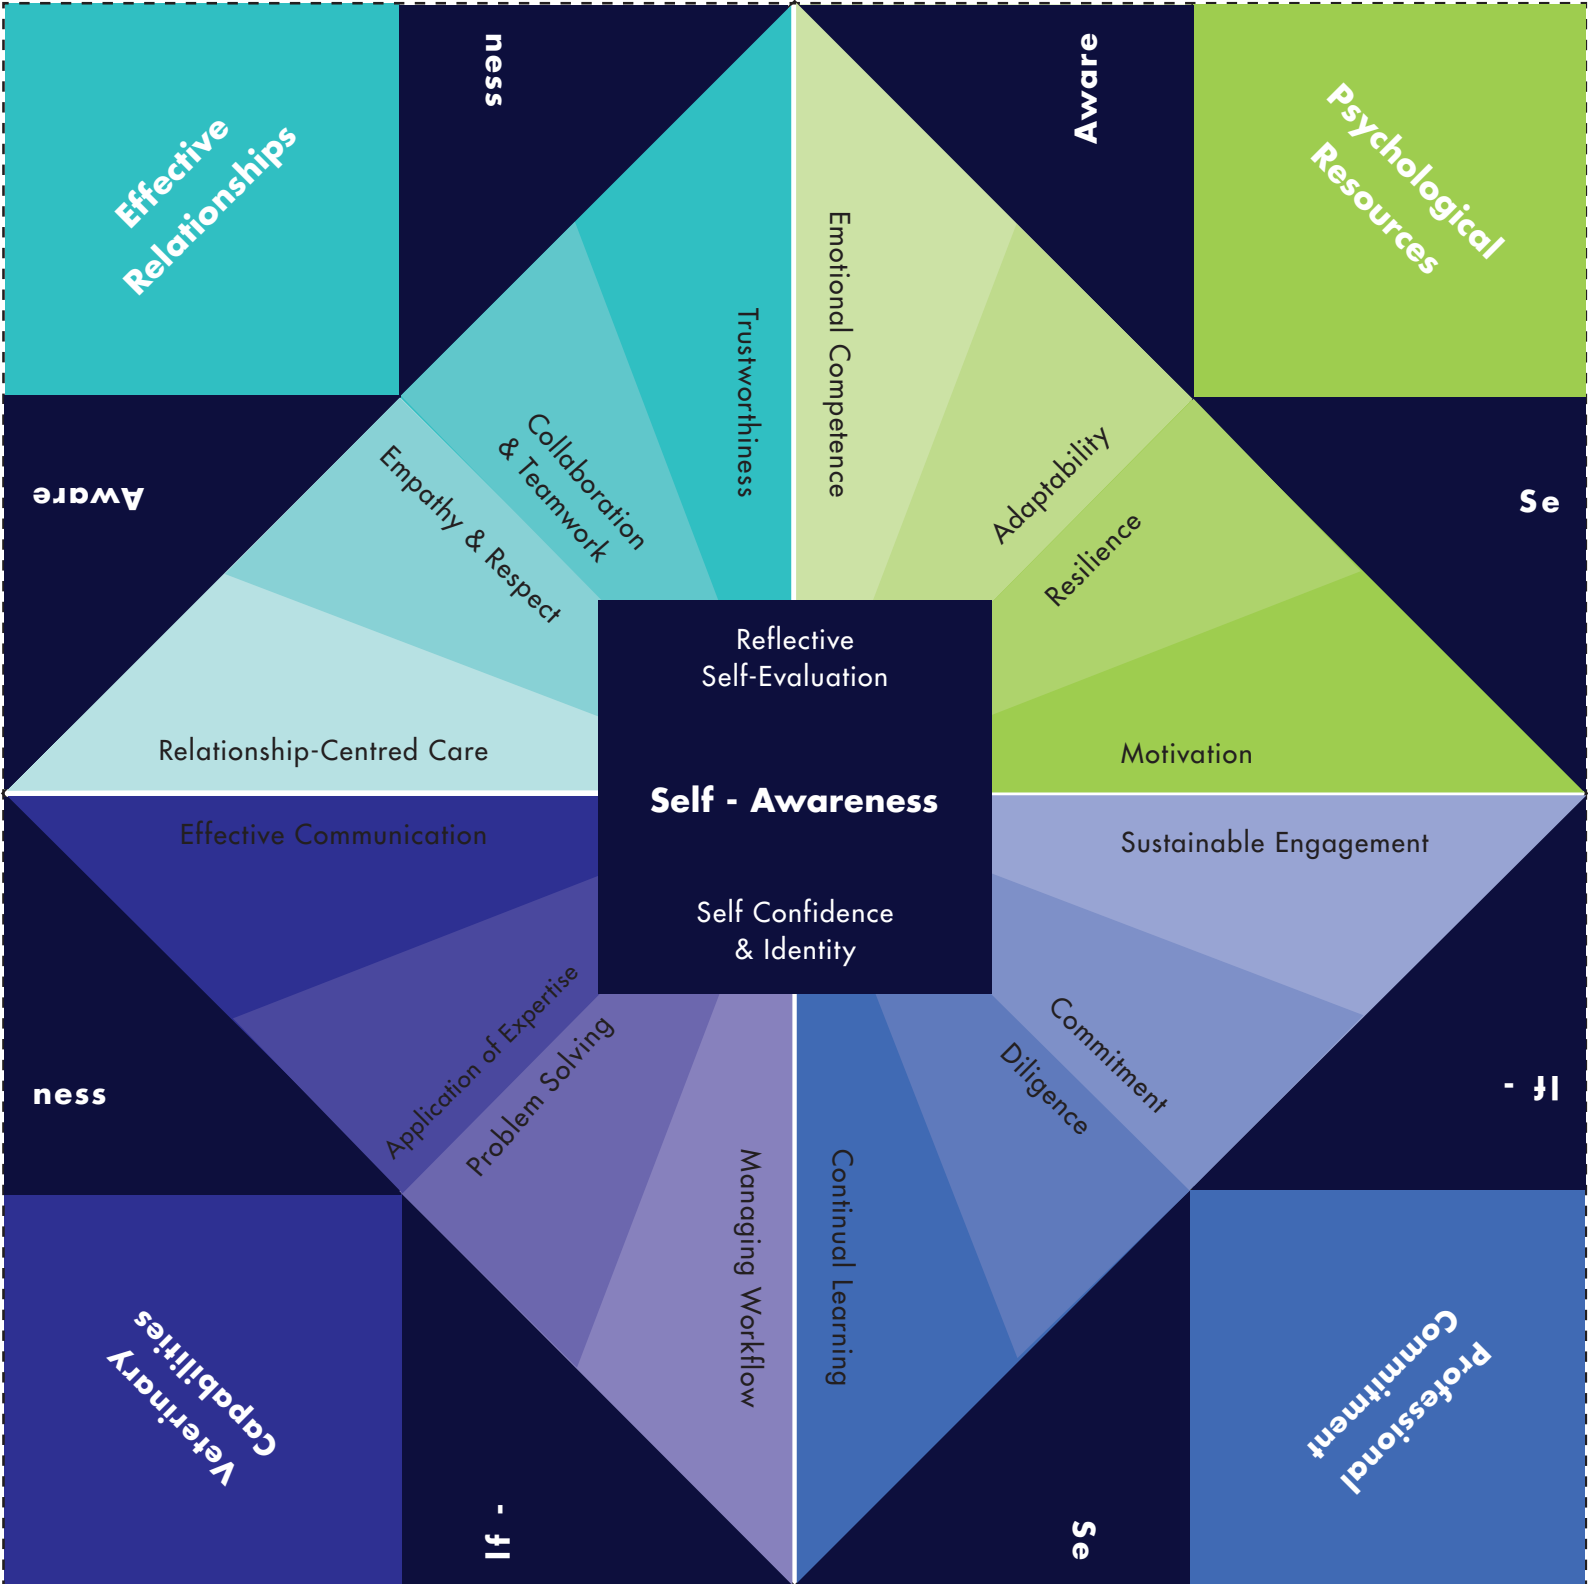 ness
Aware
Effective
Relationships
Psychological
Resources
Trustworthiness
Emotional Competence
Collaboration
& Teamwork
Adaptability
Empathy & Respect
Resilience
Aware
Se
Reflective
Self-Evaluation
Relationship-Centred Care
Motivation
Self - Awareness
Effective Communication
Sustainable Engagement
Self Confidence
& Identity
Application of Expertise
Problem Solving
Commitment
Diligence
ness
lf -
Managing Workflow
Continual Learning
Veterinary
Capabilities
Professional
Commitment
lf -
Se